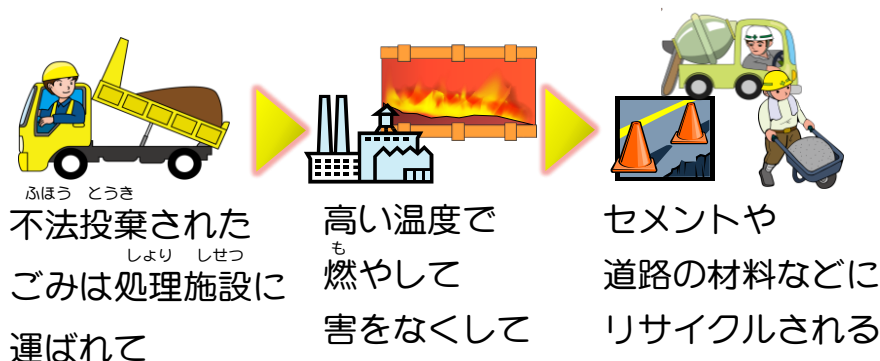 ふほう とうき
不法投棄された
しょり しせつ
ごみは処理施設に
運ばれて
高い温度で
も
燃やして
害をなくして
セメントや
道路の材料などに
リサイクルされる